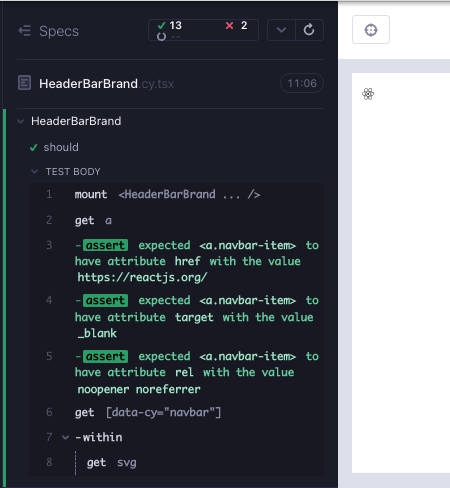 Specs
13
2
--
HeaderBarBrand.cy.tsx
11:06
HeaderBarBrand
should
TEST BODY
1 mount <HeaderBarBrand ... />
2 get a
3 -assert expected <a.navbar-item> to
have attribute href with the value
https://reactjs.org/
4 -assert expected <a.navbar-item> to
have attribute target with the value
_blank
5 -assert expected <a.navbar-item> to
have attribute rel with the value
noopener noreferrer
6 get [data-cy="navbar"]
7 -within
8 get svg